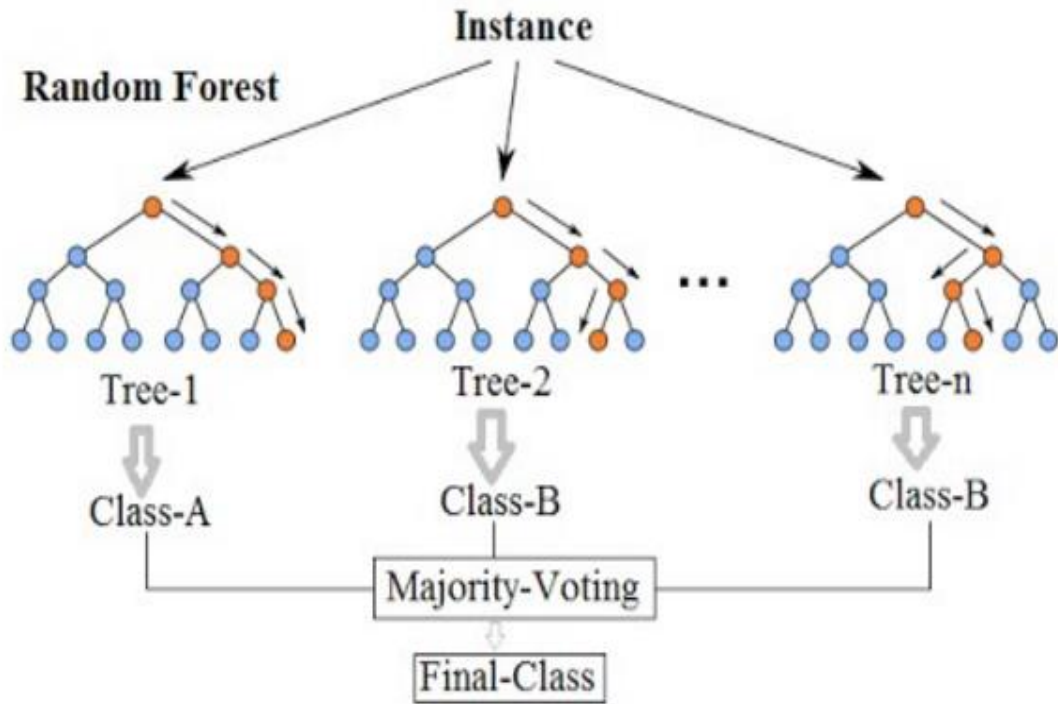 Instance
Random Forest
...
Tree-1
Tree-2
Tree-n
Class-A
Class-B
Class-B
Majority-Voting
Final-Class